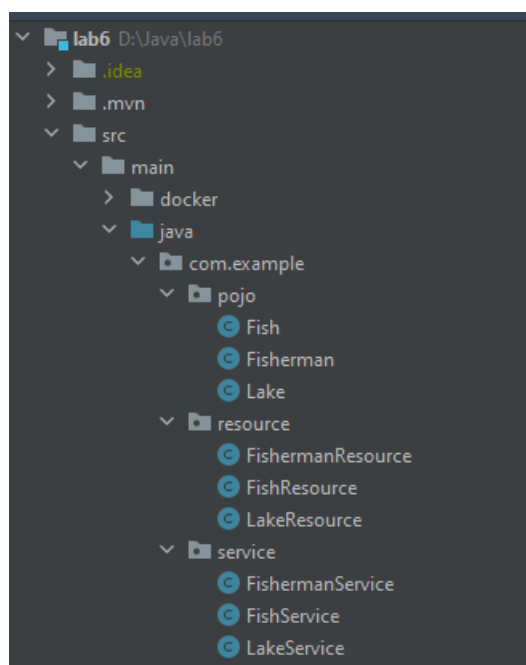 lab6 D:\Java\lab6
.idea
.mvn
src
main
docker
java
com.example
pojo
C Fish
C Fisherman
C Lake
resource
C FishermanResource
C FishResource
C LakeResource
service
C FishermanService
C FishService
C LakeService